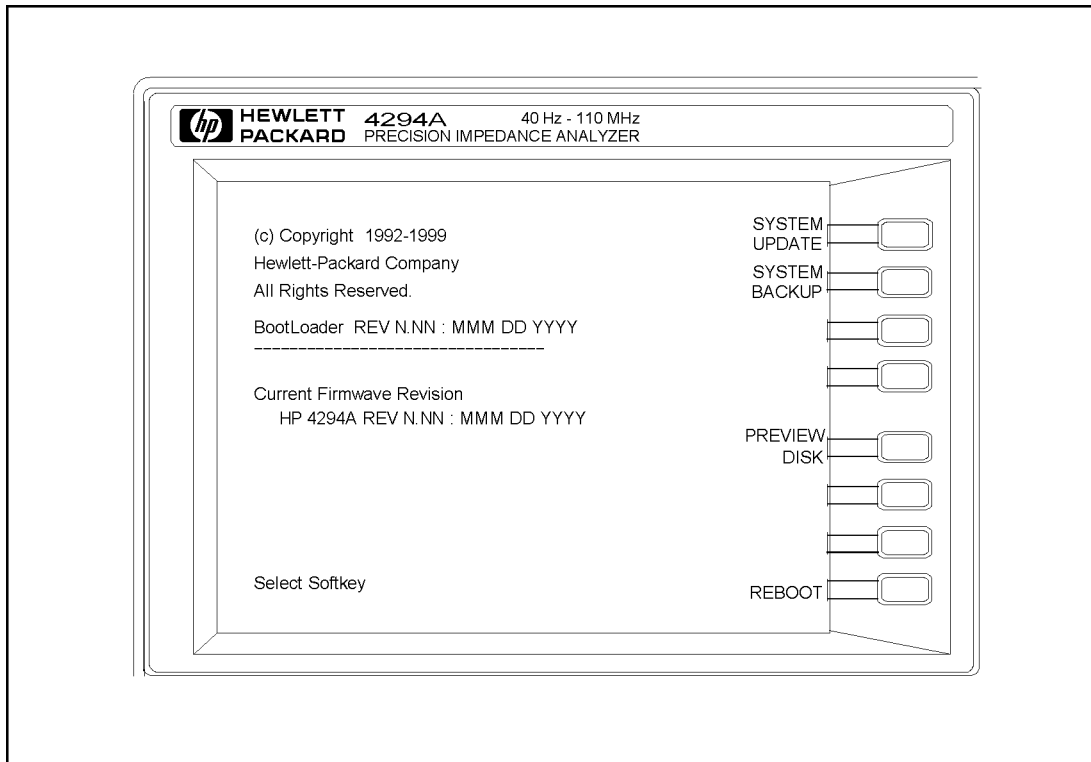 hp HEWLETT PACKARD
4294A 40 Hz - 110 MHz
PRECISION IMPEDANCE ANALYZER
(c) Copyright 1992-1999
Hewlett-Packard Company
All Rights Reserved.
BootLoader REV N.NN : MMM DD YYYY
----------------------------------
Current Firmwave Revision
HP 4294A REV N.NN : MMM DD YYYY
Select Softkey
SYSTEM
UPDATE
SYSTEM
BACKUP
PREVIEW
DISK
REBOOT